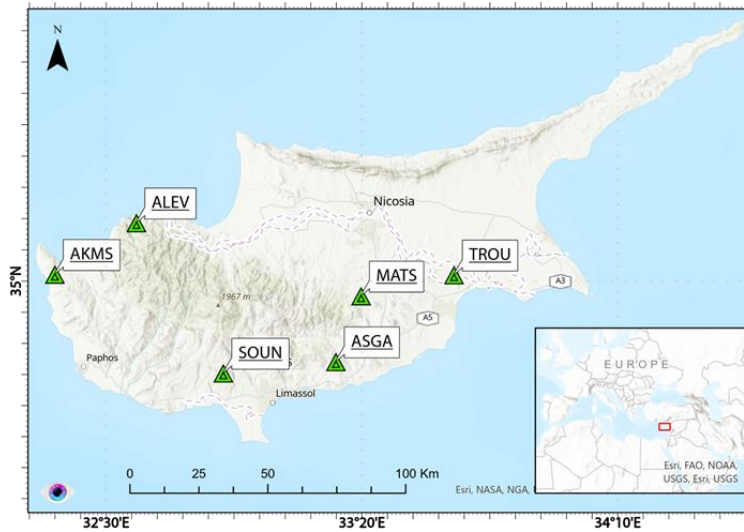 N
ALEV
Nicosia
AKMS
TROU
MATS
A3
35°N
1967 m
A5
ASGA
SOUN
Paphos
Limassol
EUROPE
0 25 50 100 Km
Esri, NASA, NGA,
Esri, FAO, NOAA,
USGS, Esri, USGS
32°30'E 33°20'E 34°10'E